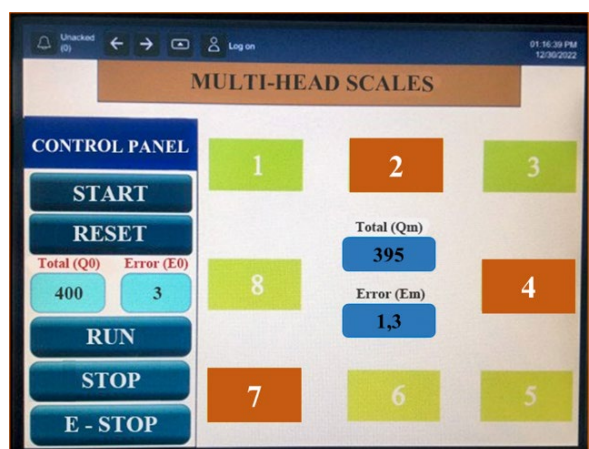 Unacked
(0)
Log on
01:16:39 PM
12/30/2022
MULTI-HEAD SCALES
CONTROL PANEL
START
RESET
Total (Q0) Error (E0)
400 3
RUN
STOP
E - STOP
1 2 3
Total (Qm)
395
8 4
Error (Em)
1,3
7 6 5